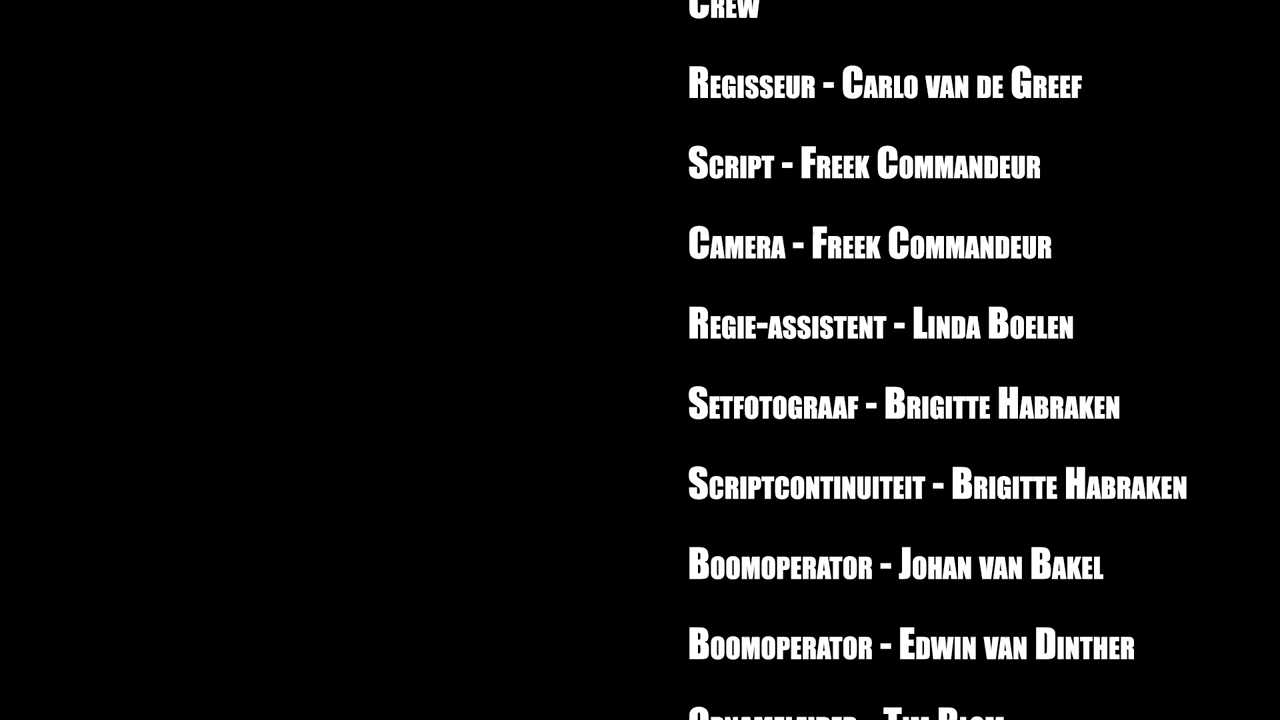 Crew
Regisseur - Carlo van de Greef
Script - Freek Commandeur
Camera - Freek Commandeur
Regie-assistent - Linda Boelen
Setfotograaf - Brigitte Habraken
Scriptcontinuiteit - Brigitte Habraken
Boomoperator - Johan van Bakel
Boomoperator - Edwin van Dinther